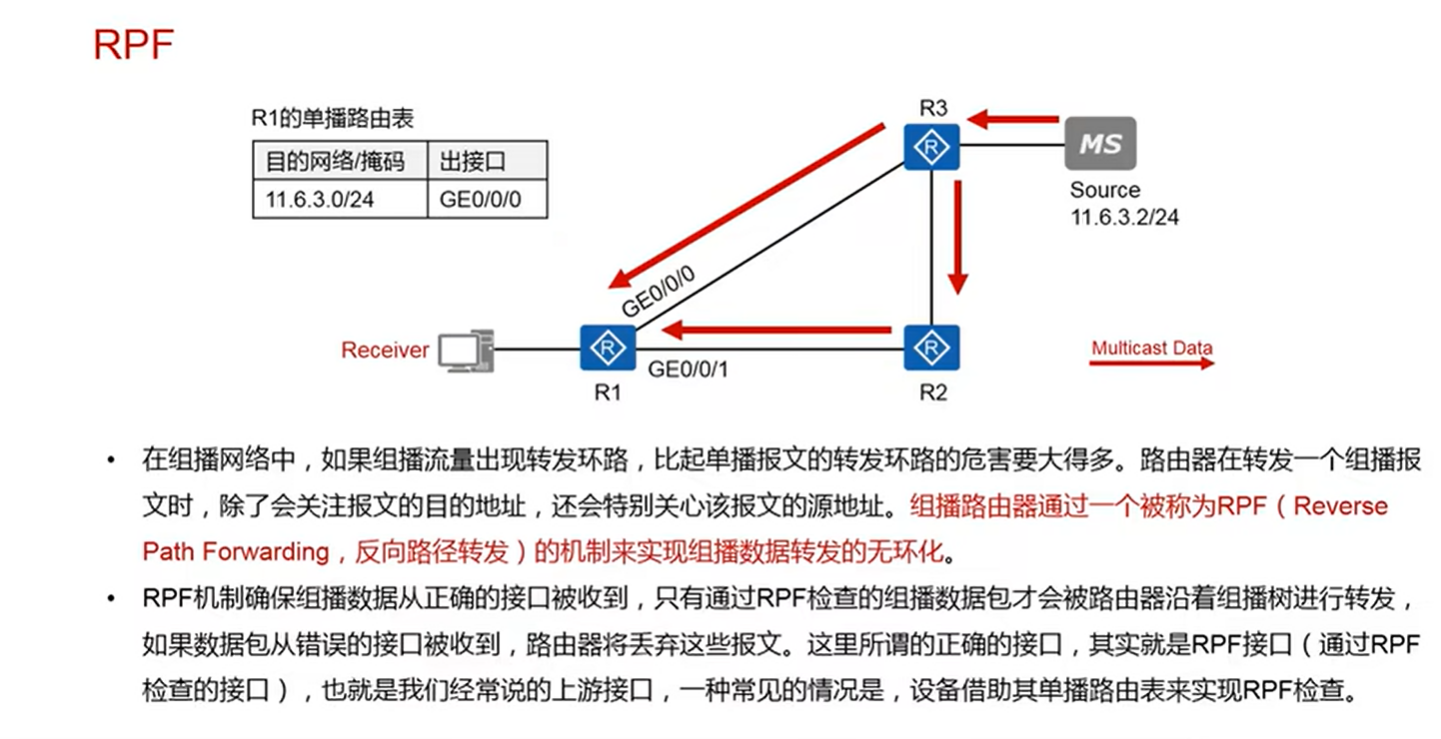 RPF
R1的单播路由表
目的网络/掩码 出接口
11.6.3.0/24 GE0/0/0
R3
MS
Source
11.6.3.2/24
GE0/0/0
Receiver
R
R
R
GE0/0/1
R1
R2
Multicast Data
• 在组播网络中，如果组播流量出现转发环路，比起单播报文的转发环路的危害要大得多。路由器在转发一个组播报
文时，除了会关注报文的目的地址，还会特别关心该报文的源地址。组播路由器通过一个被称为RPF（Reverse
Path Forwarding，反向路径转发）的机制来实现组播数据转发的无环化。
• RPF机制确保组播数据从正确的接口被收到，只有通过RPF检查的组播数据包才会被路由器沿着组播树进行转发，
如果数据包从错误的接口被收到，路由器将丢弃这些报文。这里所谓的正确的接口，其实就是RPF接口（通过RPF
检查的接口），也就是我们经常说的上游接口，一种常见的情况是，设备借助其单播路由表来实现RPF检查。